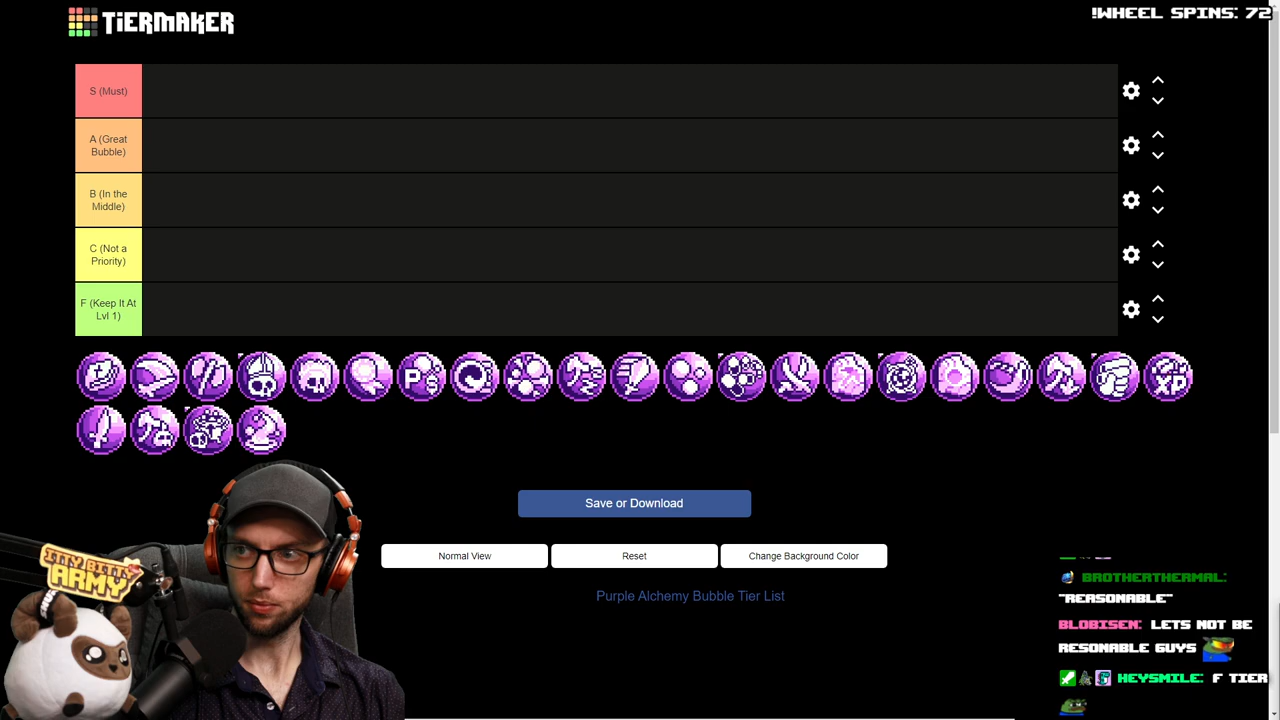 TIERMAKER
!WHEEL SPINS: 72
S (Must)
A (Great
Bubble)
B (In the
Middle)
C (Not a
Priority)
F (Keep It At
Lvl 1)
P
XP
Save or Download
Normal View
Reset
Change Background Color
Purple Alchemy Bubble Tier List
ITTY BITTY
ARMY
BROTHERTHERMAL:
"REASONABLE"
BLOBISEN: LETS NOT BE
RESONABLE GUYS
HEYSMILE: F TIER